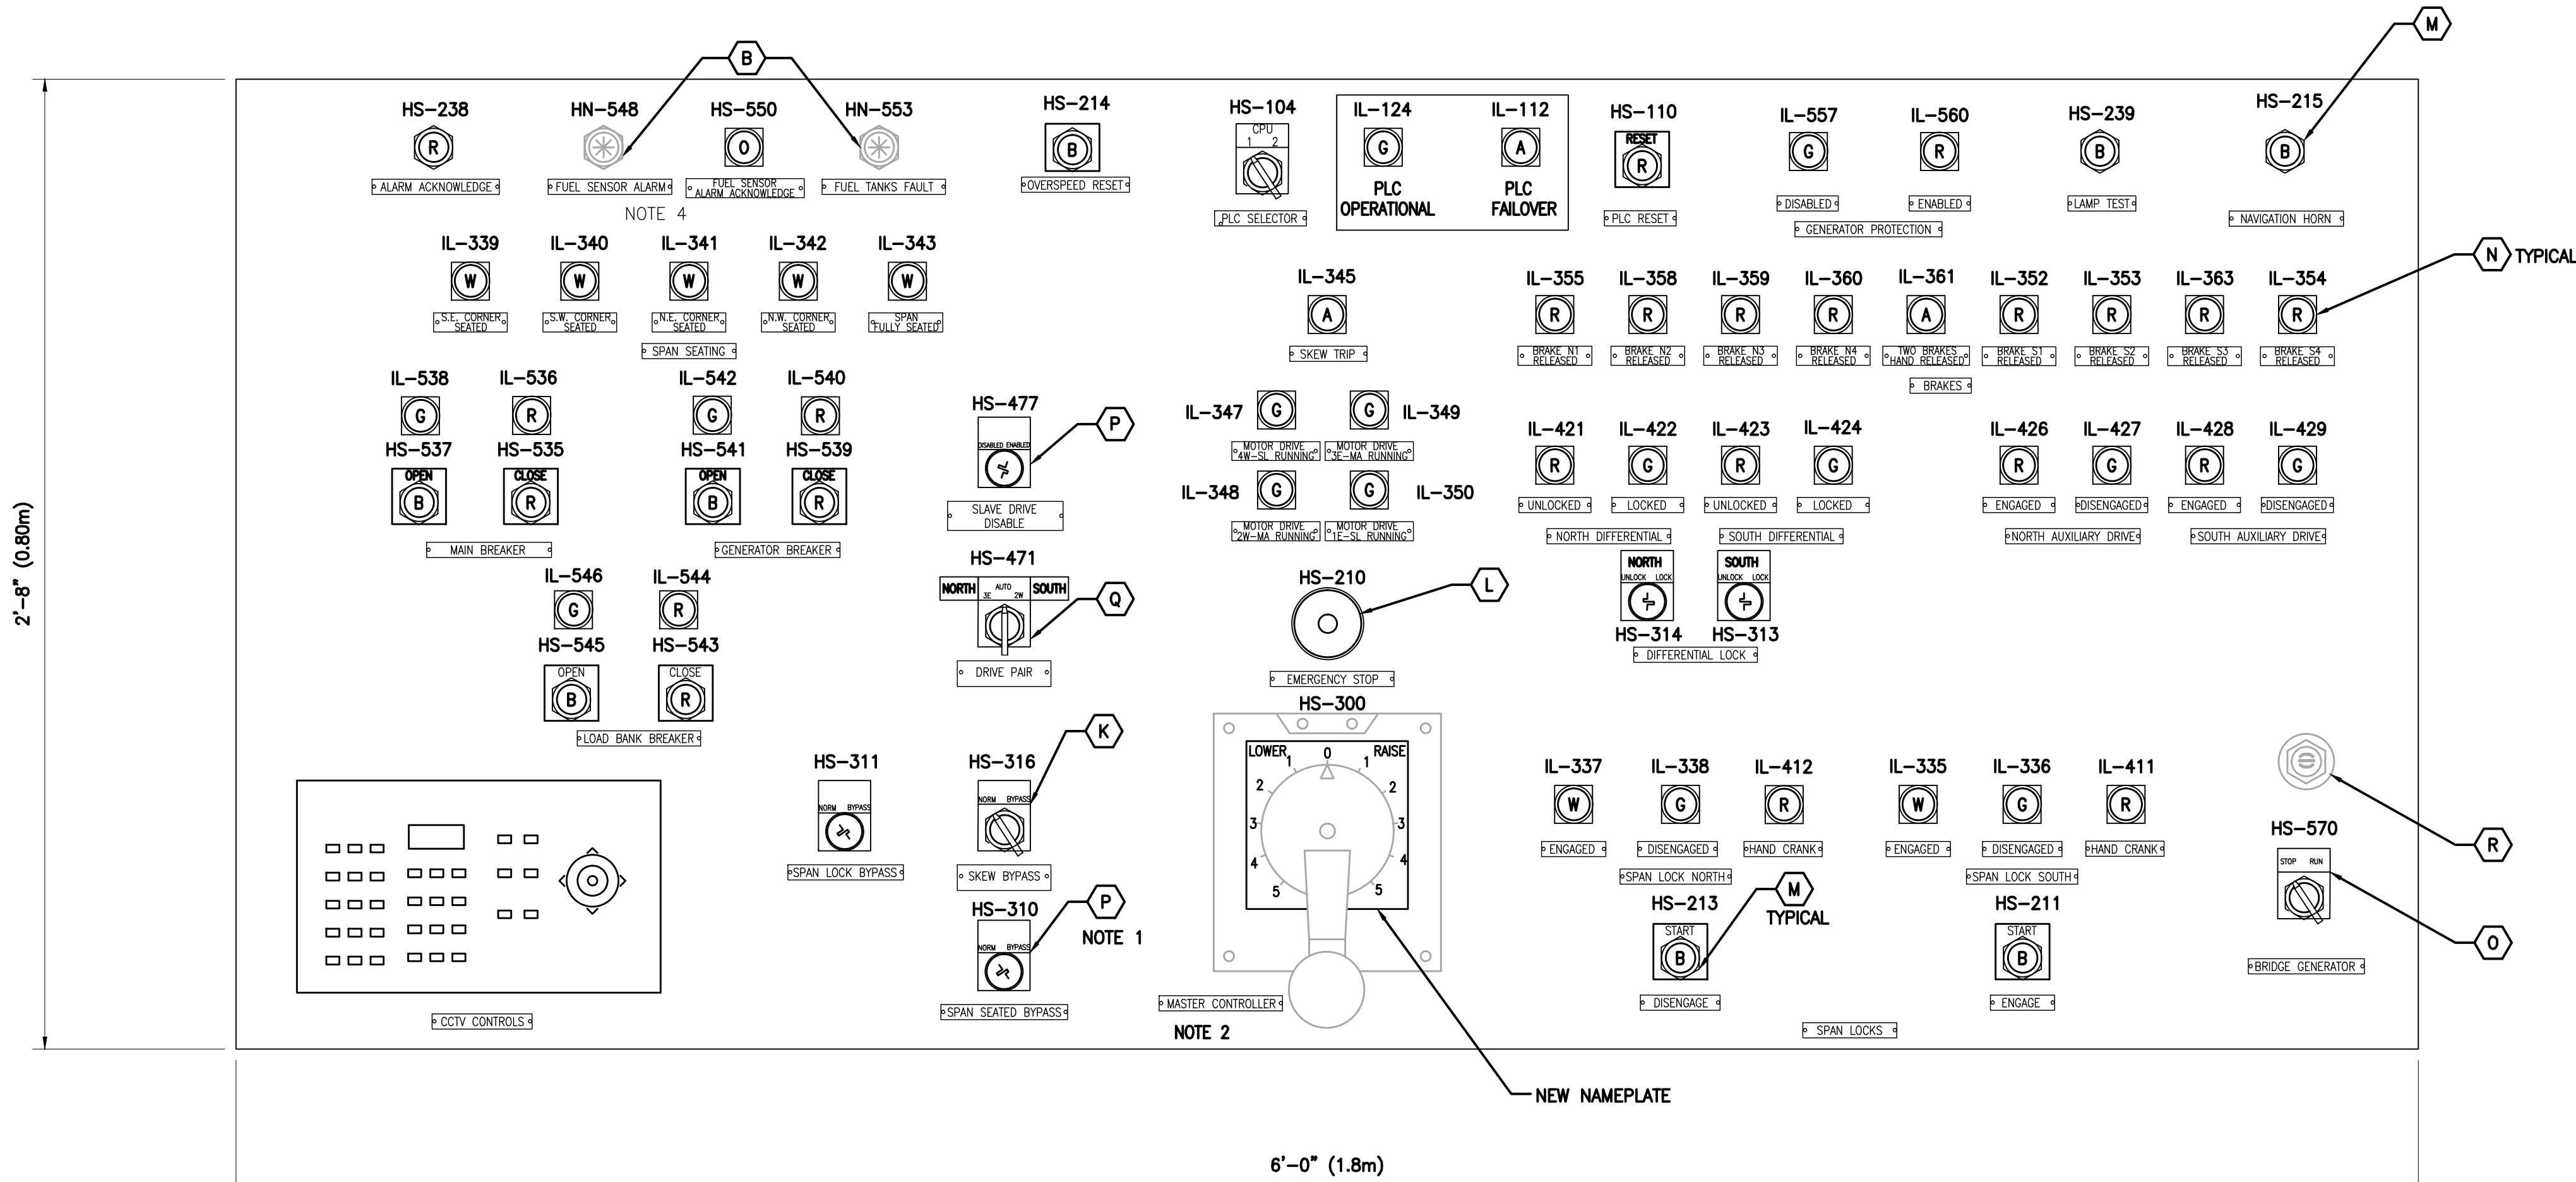 M
B
HS-238
HN-548
HS-550
HN-553
HS-214
HS-104
IL-124
IL-112
HS-110
IL-557
IL-560
HS-239
HS-215
CPU
1 2
RESET
R
O
B
G
A
R
G
R
B
B
ALARM ACKNOWLEDGE
FUEL SENSOR ALARM
FUEL SENSOR
ALARM ACKNOWLEDGE
FUEL TANKS FAULT
OVERSPEED RESET
PLC
OPERATIONAL
PLC
FAILOVER
NOTE 4
PLC SELECTOR
PLC RESET
DISABLED
ENABLED
LAMP TEST
NAVIGATION HORN
GENERATOR PROTECTION
IL-339
IL-340
IL-341
IL-342
IL-343
W
W
W
W
W
S.E. CORNER
SEATED
S.W. CORNER
SEATED
N.E. CORNER
SEATED
N.W. CORNER
SEATED
SPAN
FULLY SEATED
SPAN SEATING
N TYPICAL
IL-345
IL-355
IL-358
IL-359
IL-360
IL-361
IL-352
IL-353
IL-363
IL-354
A
R
R
R
R
A
R
R
R
R
SKEW TRIP
BRAKE N1
RELEASED
BRAKE N2
RELEASED
BRAKE N3
RELEASED
BRAKE N4
RELEASED
TWO BRAKES
HAND RELEASED
BRAKE S1
RELEASED
BRAKE S2
RELEASED
BRAKE S3
RELEASED
BRAKE S4
RELEASED
BRAKES
IL-538
IL-536
IL-542
IL-540
G
R
G
R
HS-537
HS-535
HS-541
HS-539
OPEN
CLOSE
OPEN
CLOSE
B
R
B
R
MAIN BREAKER
GENERATOR BREAKER
HS-477
DISABLED ENABLED
P
SLAVE DRIVE
DISABLE
IL-347
G
G
IL-349
MOTOR DRIVE
4W-SL RUNNING
MOTOR DRIVE
3E-MA RUNNING
IL-348
G
G
IL-350
MOTOR DRIVE
2W-MA RUNNING
MOTOR DRIVE
1E-SL RUNNING
IL-421
IL-422
IL-423
IL-424
IL-426
IL-427
IL-428
IL-429
R
G
R
G
R
G
R
G
UNLOCKED
LOCKED
UNLOCKED
LOCKED
ENGAGED
DISENGAGED
ENGAGED
DISENGAGED
NORTH DIFFERENTIAL
SOUTH DIFFERENTIAL
NORTH AUXILIARY DRIVE
SOUTH AUXILIARY DRIVE
2'-8" (0.80m)
IL-546
IL-544
G
R
HS-545
HS-543
OPEN
CLOSE
B
R
LOAD BANK BREAKER
HS-471
NORTH
AUTO
3E 2W
SOUTH
Q
DRIVE PAIR
HS-210
L
EMERGENCY STOP
NORTH
UNLOCK LOCK
SOUTH
UNLOCK LOCK
HS-314
HS-313
DIFFERENTIAL LOCK
HS-300
LOWER
0
RAISE
1
1
2
2
3
3
4
4
5
5
HS-311
NORM BYPASS
SPAN LOCK BYPASS
HS-316
K
NORM BYPASS
SKEW BYPASS
HS-310
P
NOTE 1
NORM BYPASS
SPAN SEATED BYPASS
MASTER CONTROLLER
NOTE 2
CCTV CONTROLS
IL-337
IL-338
IL-412
IL-335
IL-336
IL-411
W
G
R
W
G
R
ENGAGED
DISENGAGED
HAND CRANK
ENGAGED
DISENGAGED
HAND CRANK
SPAN LOCK NORTH
SPAN LOCK SOUTH
HS-213
M
TYPICAL
HS-211
START
START
B
B
DISENGAGE
ENGAGE
SPAN LOCKS
R
HS-570
STOP RUN
O
BRIDGE GENERATOR
NEW NAMEPLATE
6'-0" (1.8m)